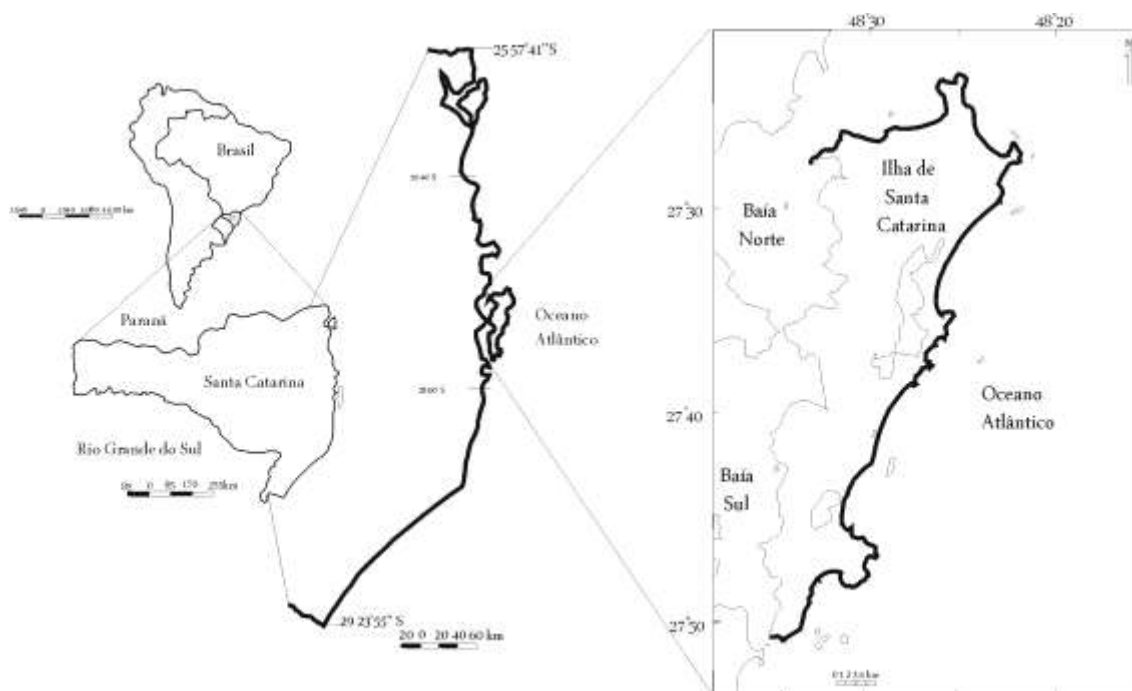 Brasil
Paraná
Santa Catarina
Rio Grande do Sul
25 57'41"S
Oceano
Atlântico
29 23'55" S
20 0 20 40 60 km
48°30
48°20
27°30
27°40
27°50
Baía
Norte
Ilha de
Santa
Catarina
Oceano
Atlântico
Baía
Sul